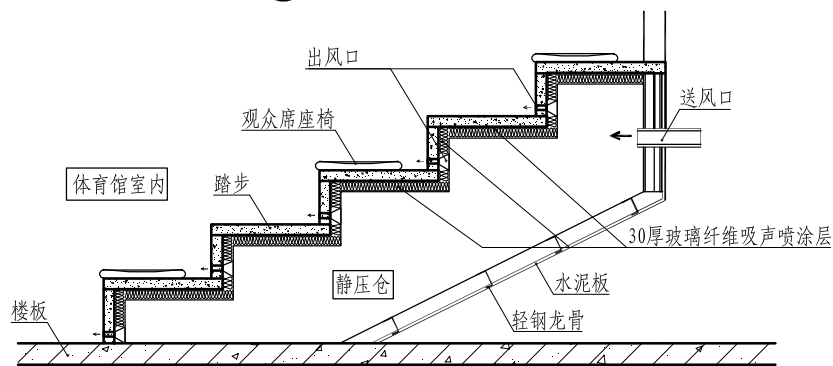 出风口
送风口
观众席座椅
体育馆室内
踏步
30厚玻璃纤维吸声喷涂层
静压仓
水泥板
楼板
轻钢龙骨